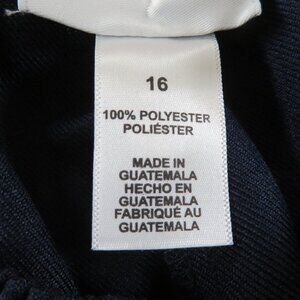 16
100% POLYESTER
POLIÉSTER
MADE IN
GUATEMALA
HECHO EN
GUATEMALA
FABRIQUÉ AU
GUATEMALA